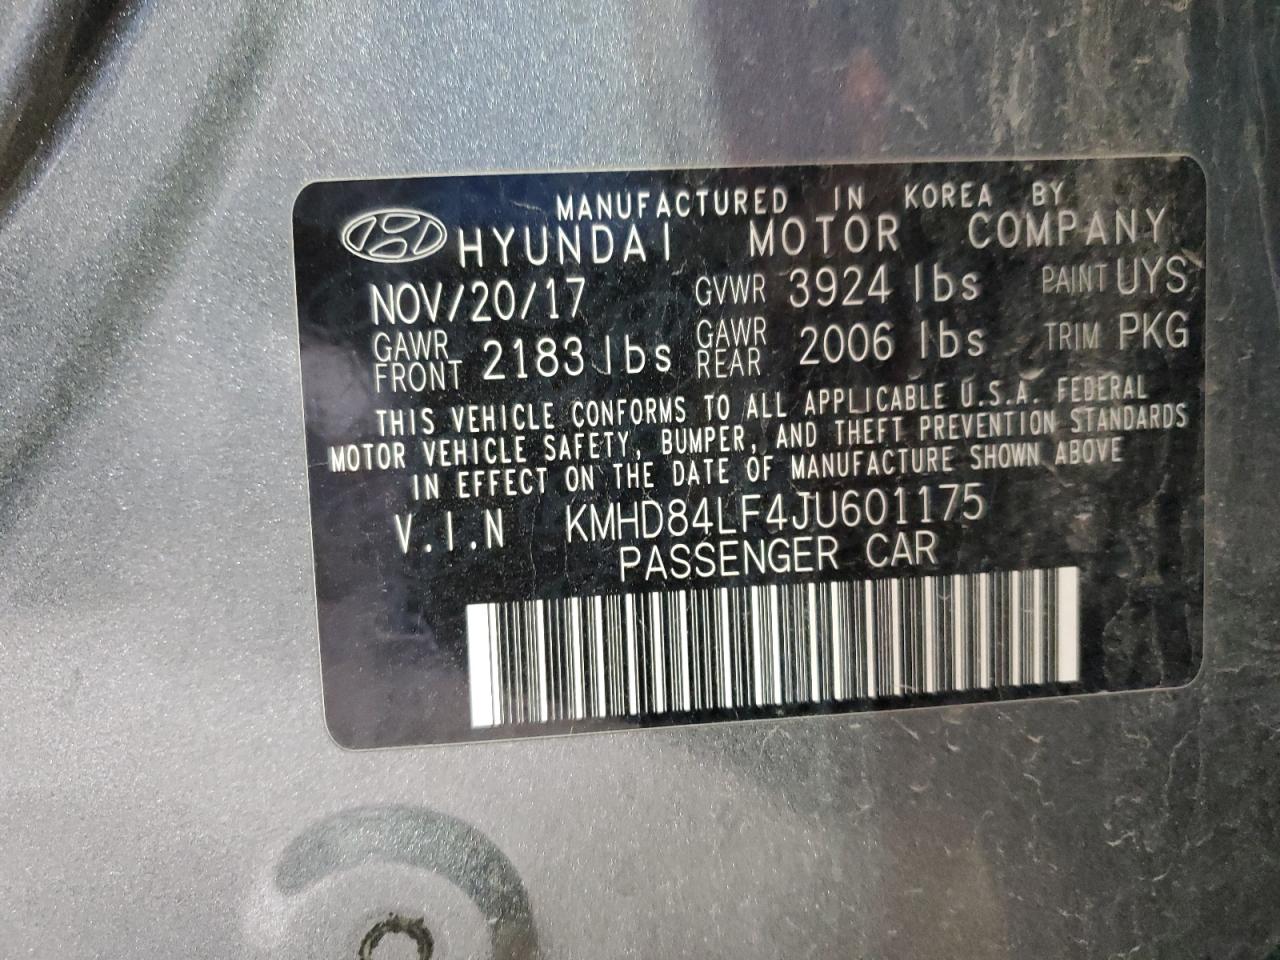 MANUFACTURED IN KOREA BY
HYUNDAI MOTOR COMPANY
NOV/20/17 GVWR 3924 lbs PAINT UYS
GAWR FRONT 2183 lbs GAWR REAR 2006 lbs TRIM PKG
THIS VEHICLE CONFORMS TO ALL APPLICABLE U.S.A. FEDERAL
MOTOR VEHICLE SAFETY, BUMPER, AND THEFT PREVENTION STANDARDS
IN EFFECT ON THE DATE OF MANUFACTURE SHOWN ABOVE
V.I.N KMHD84LF4JU601175
PASSENGER CAR